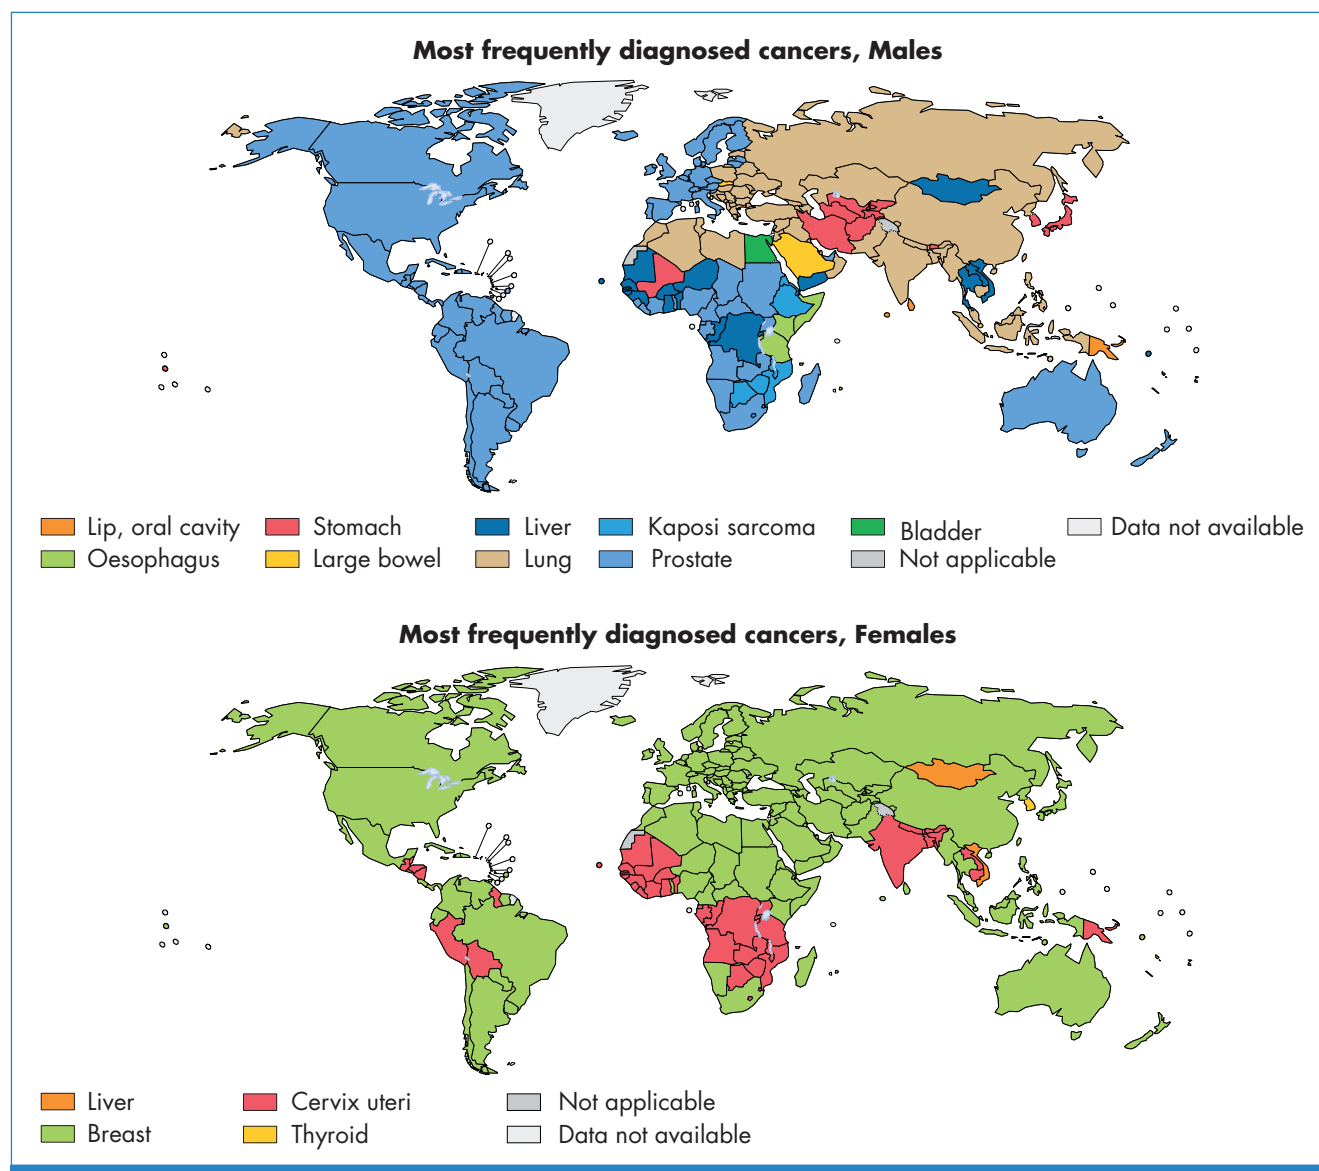 Most frequently diagnosed cancers, Males
Lip, oral cavity
Stomach
Liver
Kaposi sarcoma
Bladder
Data not available
Oesophagus
Large bowel
Lung
Prostate
Not applicable
Most frequently diagnosed cancers, Females
Liver
Cervix uteri
Not applicable
Breast
Thyroid
Data not available